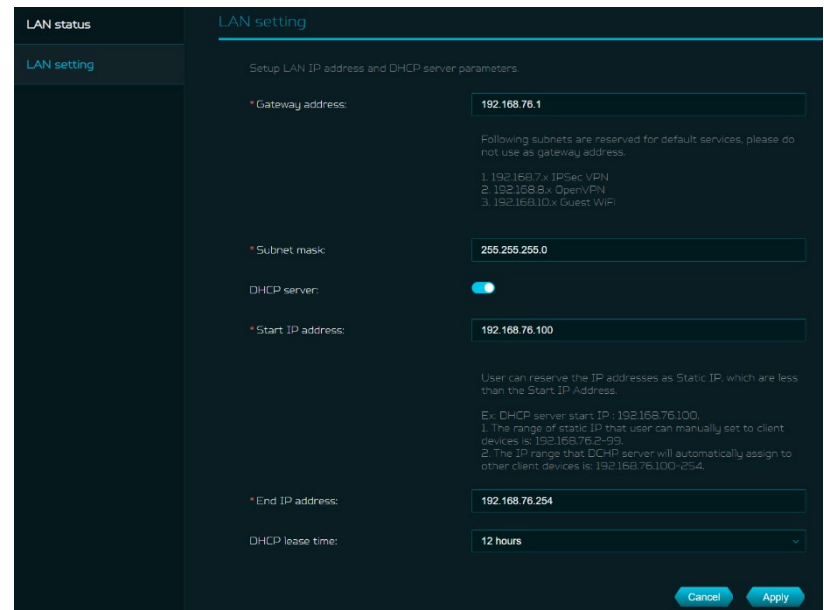 LAN status
LAN setting
LAN setting
Setup LAN IP address and DHCP server parameters.
* Gateway address:
192.168.76.1
Following subnets are reserved for default services, please do
not use as gateway address.
1. 192.168.7.x IPSec VPN
2. 192.168.8.x OpenVPN
3. 192.168.10.x Guest WiFi
* Subnet mask:
255.255.255.0
DHCP server:
* Start IP address:
192.168.76.100
User can reserve the IP addresses as Static IP, which are less
than the Start IP Address.
Ex: DHCP server start IP : 192.168.76.100.
1. The range of static IP that user can manually set to client
devices is: 192.168.76.2-99.
2. The IP range that DCHP server will automatically assign to
other client devices is: 192.168.76.100-254.
* End IP address:
192.168.76.254
DHCP lease time:
12 hours
Cancel
Apply